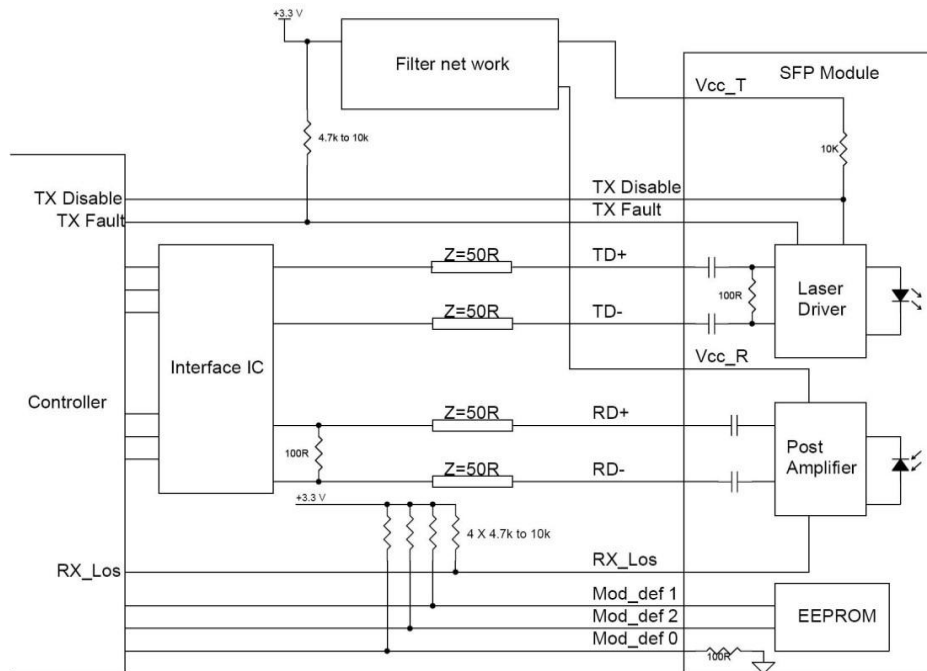 +3.3 V
Filter net work
SFP Module
Vcc_T
4.7k to 10k
10K
TX Disable
TX Disable
TX Fault
TX Fault
Z=50R
TD+
Laser
Driver
100R
Z=50R
TD-
Interface IC
Vcc_R
Controller
Z=50R
RD+
Post
Amplifier
100R
Z=50R
RD-
+3.3 V
4 X 4.7k to 10k
RX_Los
RX_Los
Mod_def 1
EEPROM
Mod_def 2
Mod_def 0
100R